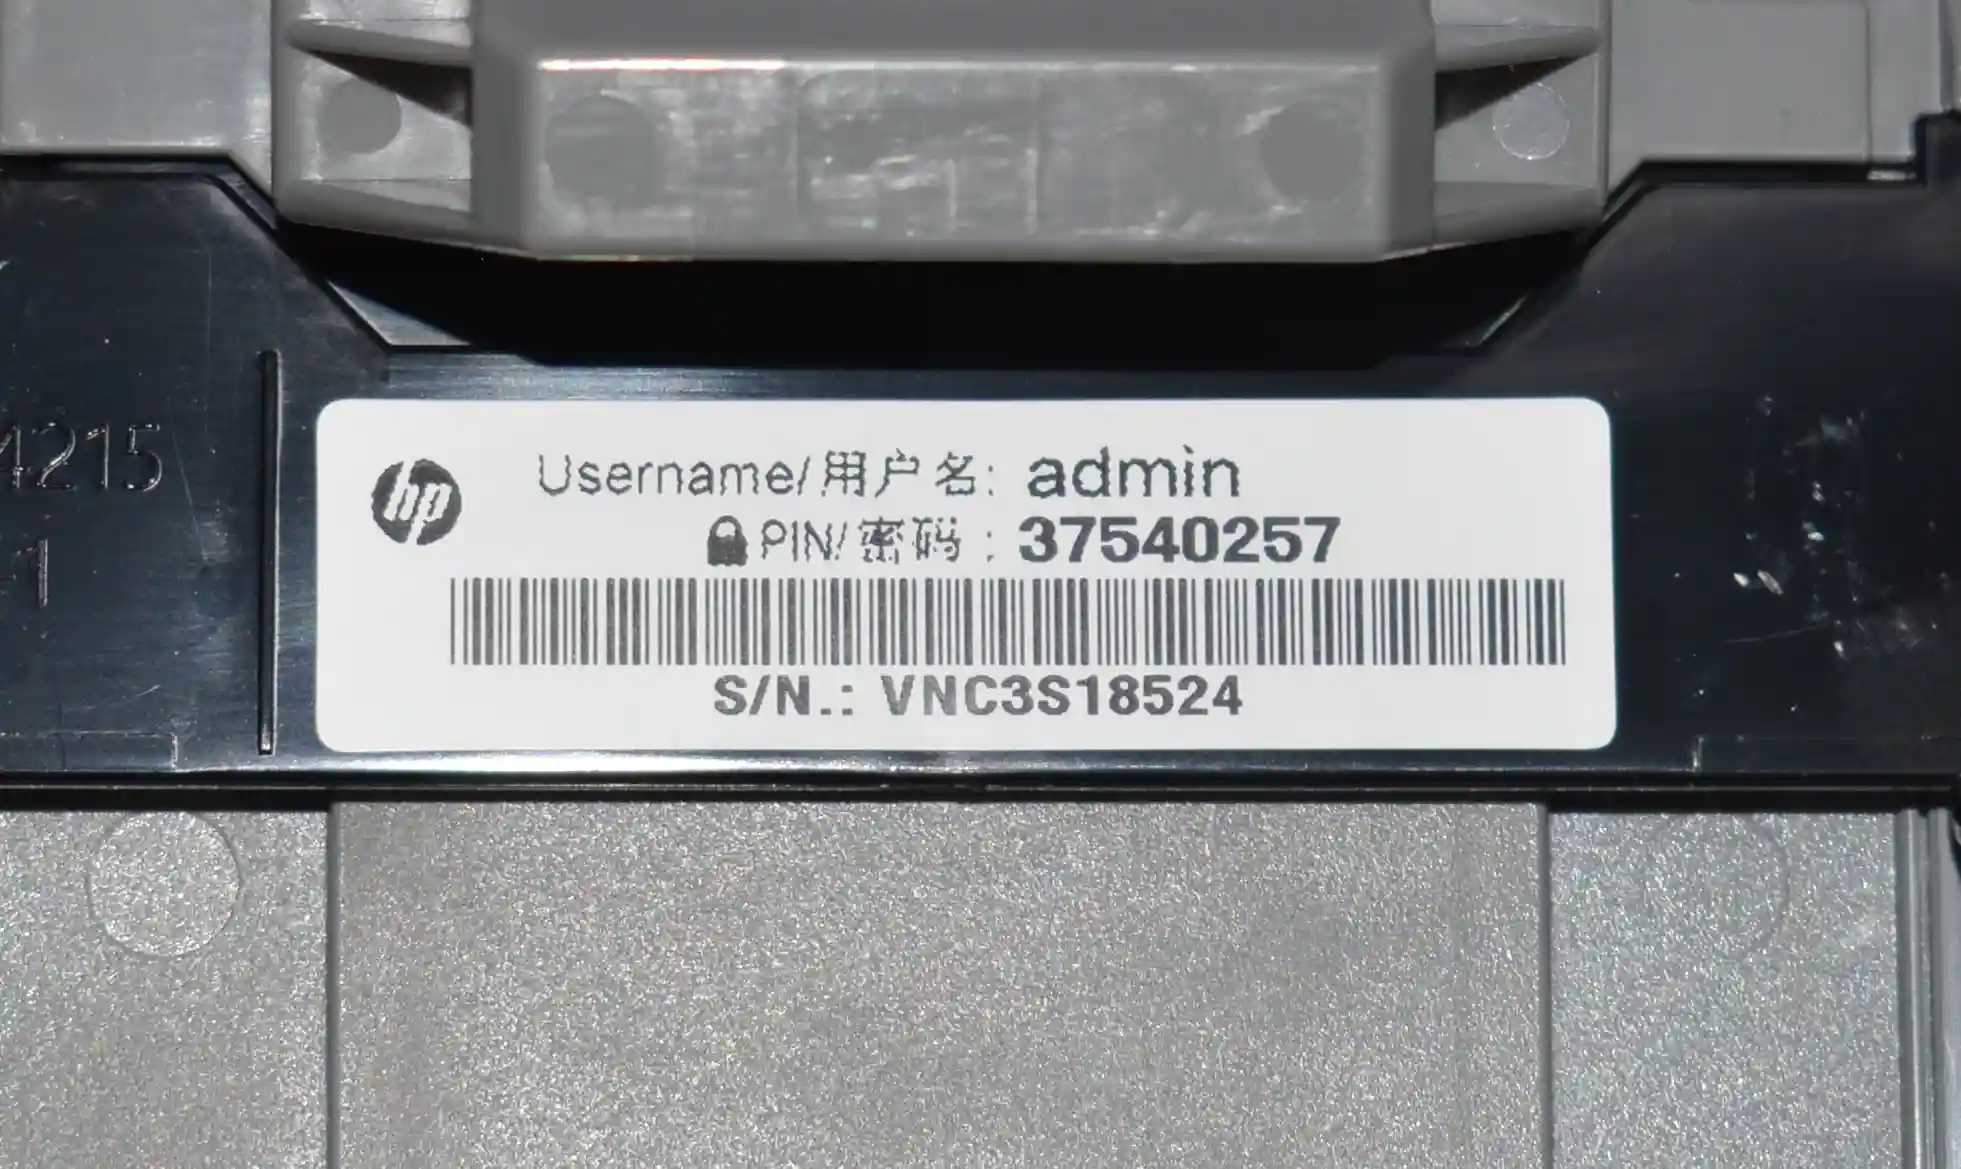 4215
1
hp
Username/用户名: admin
PIN/密码: 37540257
S/N.: VNC3S18524